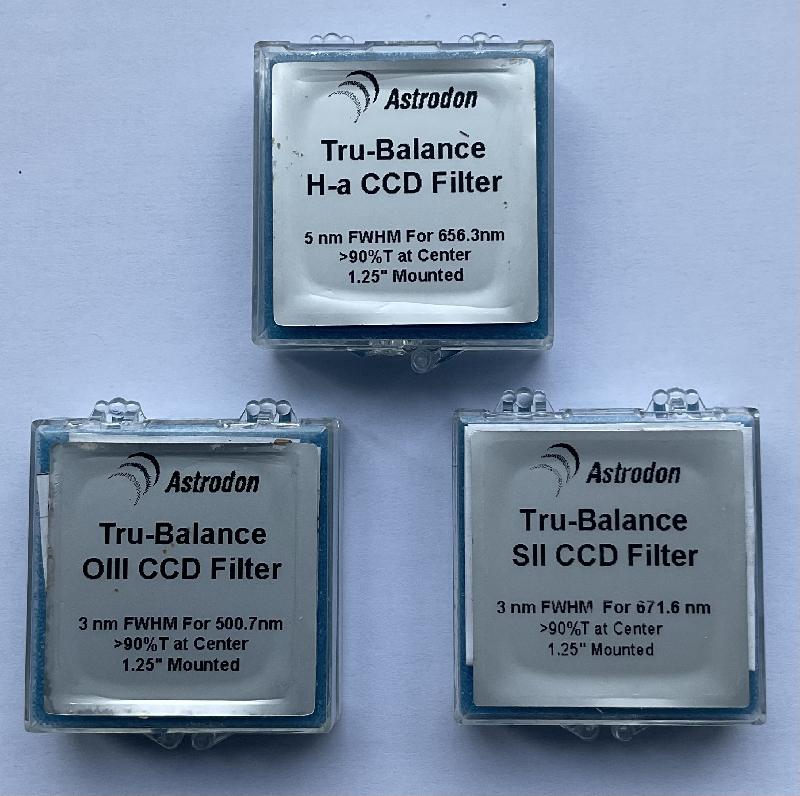 Astrodon
Tru-Balance
H-a CCD Filter
5 nm FWHM For 656.3nm
>90%T at Center
1.25" Mounted
Astrodon
Tru-Balance
OIII CCD Filter
3 nm FWHM For 500.7nm
>90%T at Center
1.25" Mounted
Astrodon
Tru-Balance
SII CCD Filter
3 nm FWHM For 671.6 nm
>90%T at Center
1.25" Mounted